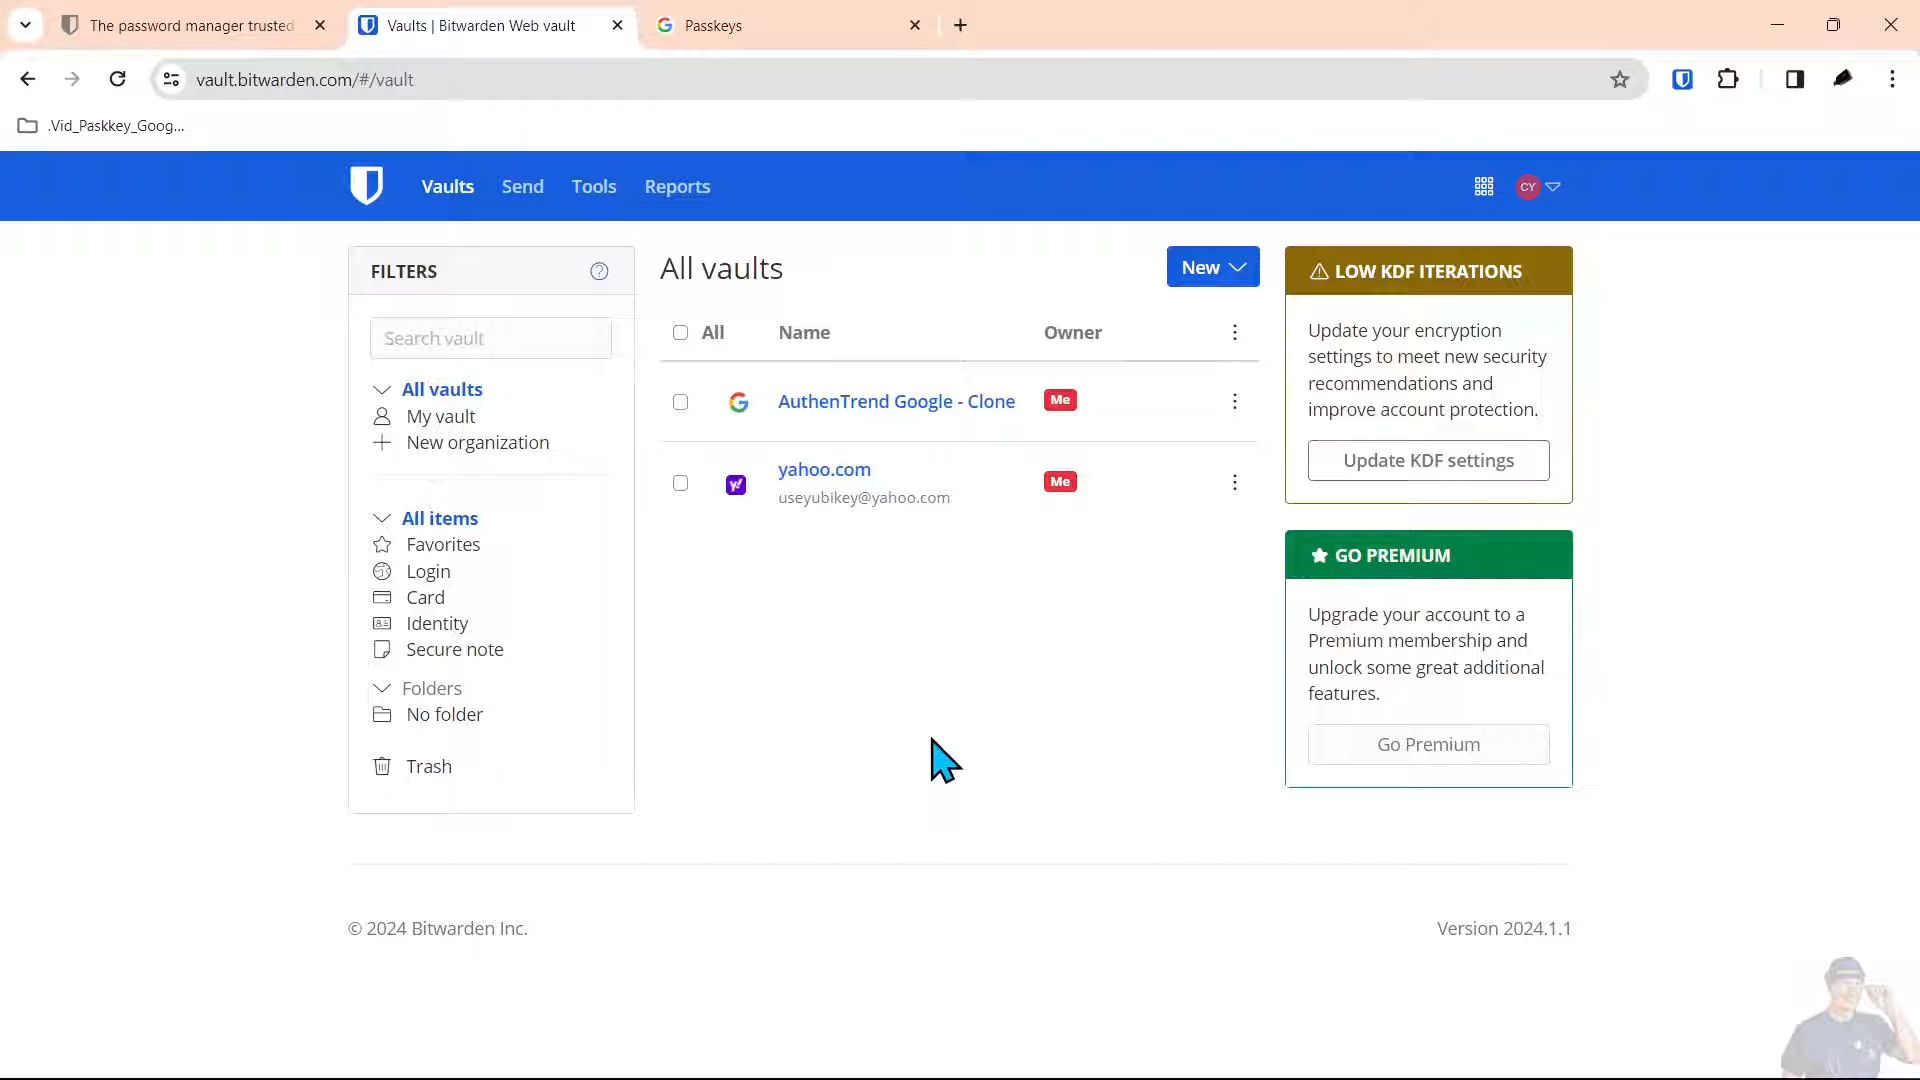 The password manager trusted
Vaults | Bitwarden Web vault
Passkeys
vault.bitwarden.com/#/vault
.Vid_Paskkey_Goog...
Vaults
Send
Tools
Reports
CY
FILTERS
Search vault
All vaults
My vault
New organization
All items
Favorites
Login
Card
Identity
Secure note
Folders
No folder
Trash
All vaults
New
All
Name
Owner
AuthenTrend Google - Clone
Me
yahoo.com
useyubikey@yahoo.com
Me
LOW KDF ITERATIONS
Update your encryption
settings to meet new security
recommendations and
improve account protection.
Update KDF settings
GO PREMIUM
Upgrade your account to a
Premium membership and
unlock some great additional
features.
Go Premium
© 2024 Bitwarden Inc.
Version 2024.1.1